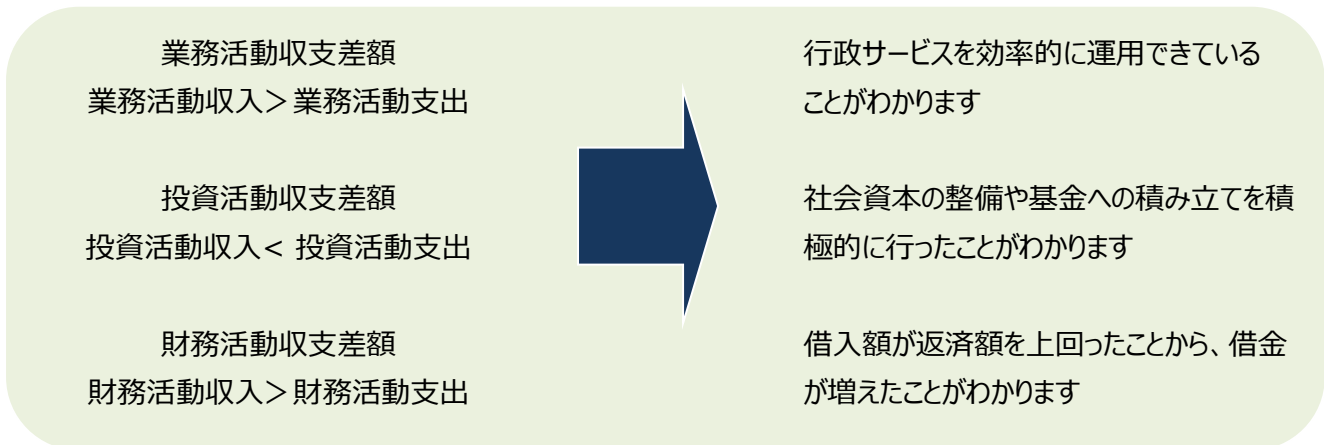 業務活動収支差額
業務活動収入＞業務活動支出
行政サービスを効率的に運用できている
ことがわかります
投資活動収支差額
投資活動収入< 投資活動支出
社会資本の整備や基金への積み立てを積
極的に行ったことがわかります
財務活動収支差額
財務活動収入＞財務活動支出
借入額が返済額を上回ったことから、借金
が増えたことがわかります